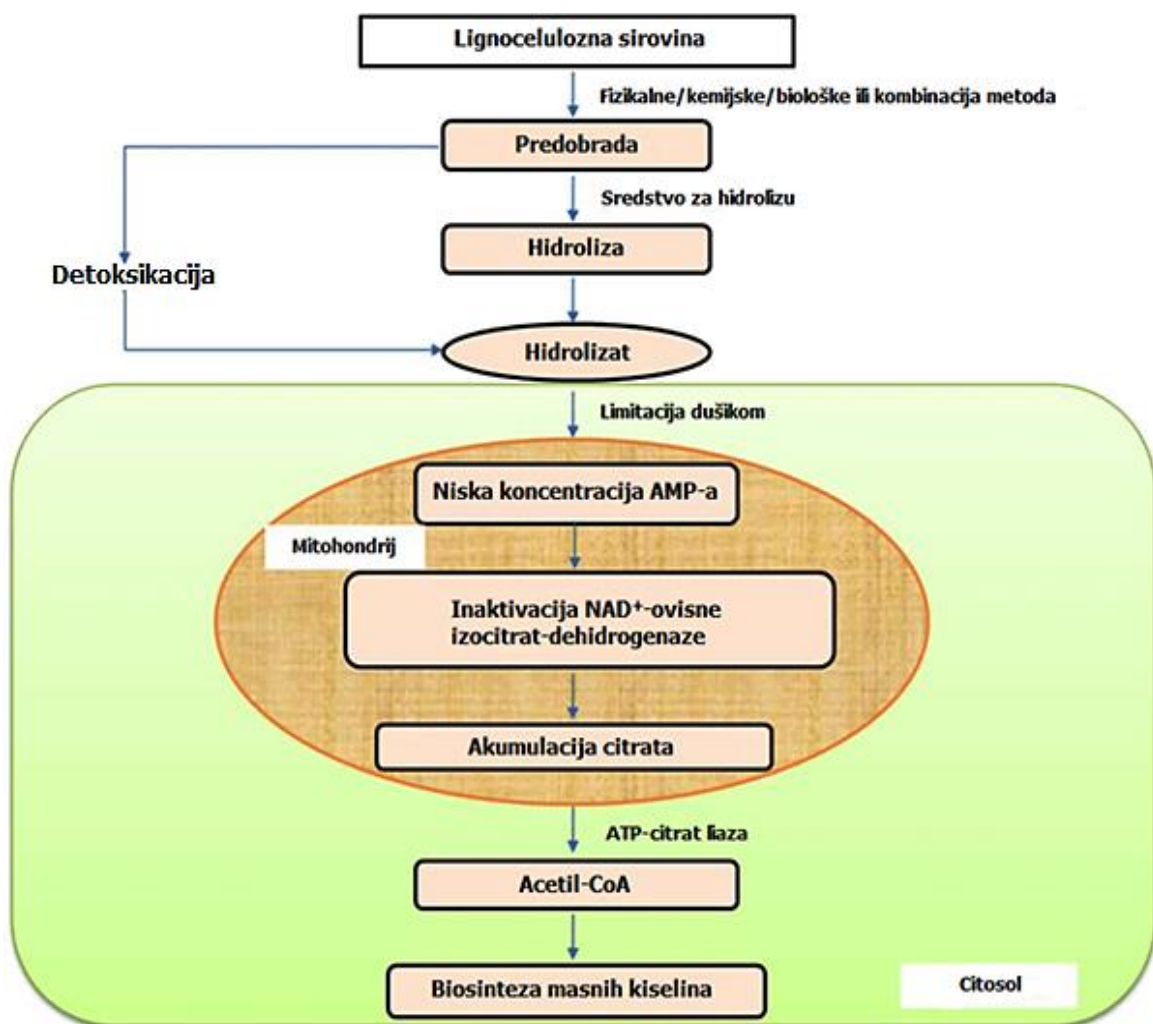 Lignocelulozna sirovina
Fizikalne/kemijske/biološke ili kombinacija metoda
Predobrada
Sredstvo za hidrolizu
Hidroliza
Detoksikacija
Hidrolizat
Limitacija dušikom
Niska koncentracija AMP-a
Mitohondrij
Inaktivacija NAD⁺-ovisne
izocitrat-dehidrogenaze
Akumulacija citrata
ATP-citrat liaza
Acetil-CoA
Biosinteza masnih kiselina
Citosol